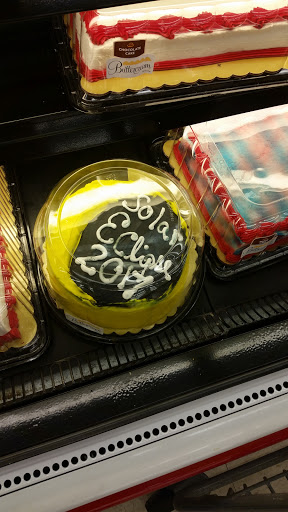 CHOCOLATE
CAKE
Buttercream
Solar
Eclipse
2017